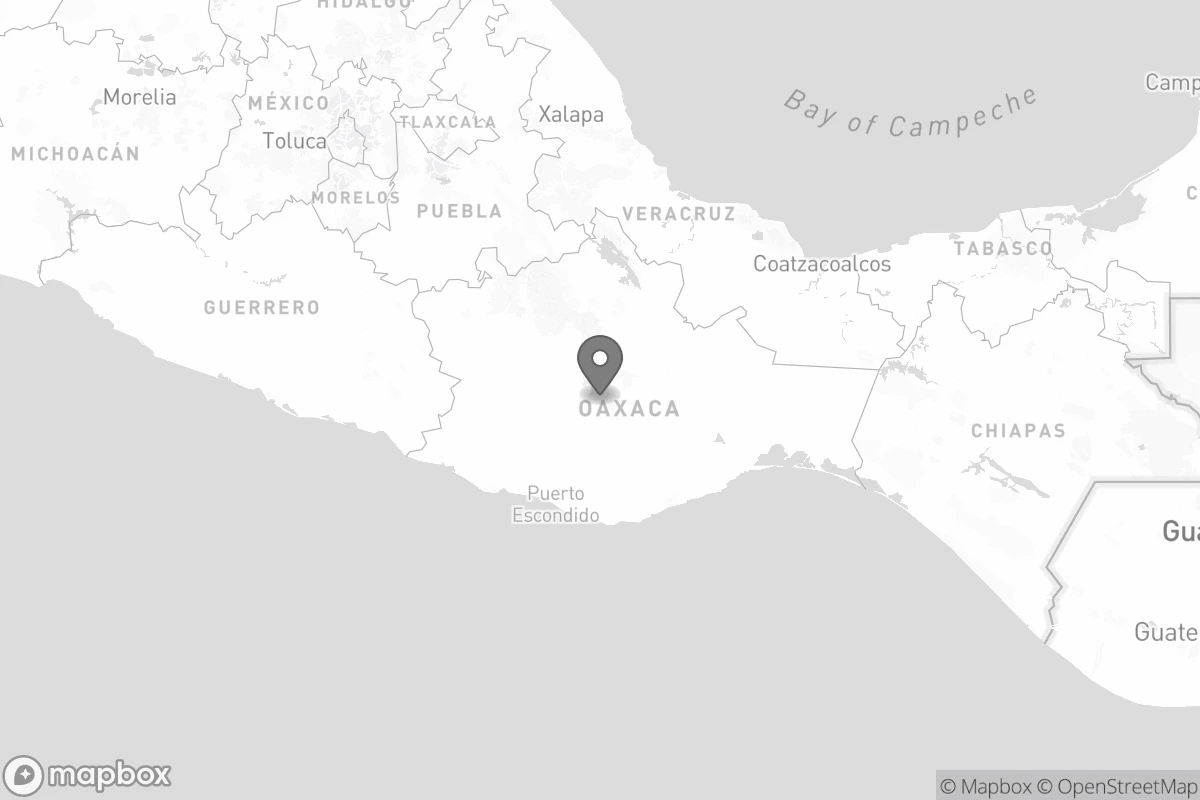 HIDALGO
Morelia
MÉXICO
Toluca
TLAXCALA
Xalapa
Bay of Campeche
Camp
MICHOACÁN
MORELOS
PUEBLA
VERACRUZ
C
TABASCO
Coatzacoalcos
GUERRERO
OAXACA
CHIAPAS
Puerto
Escondido
Gua
Guate
mapbox
© Mapbox © OpenStreetMap